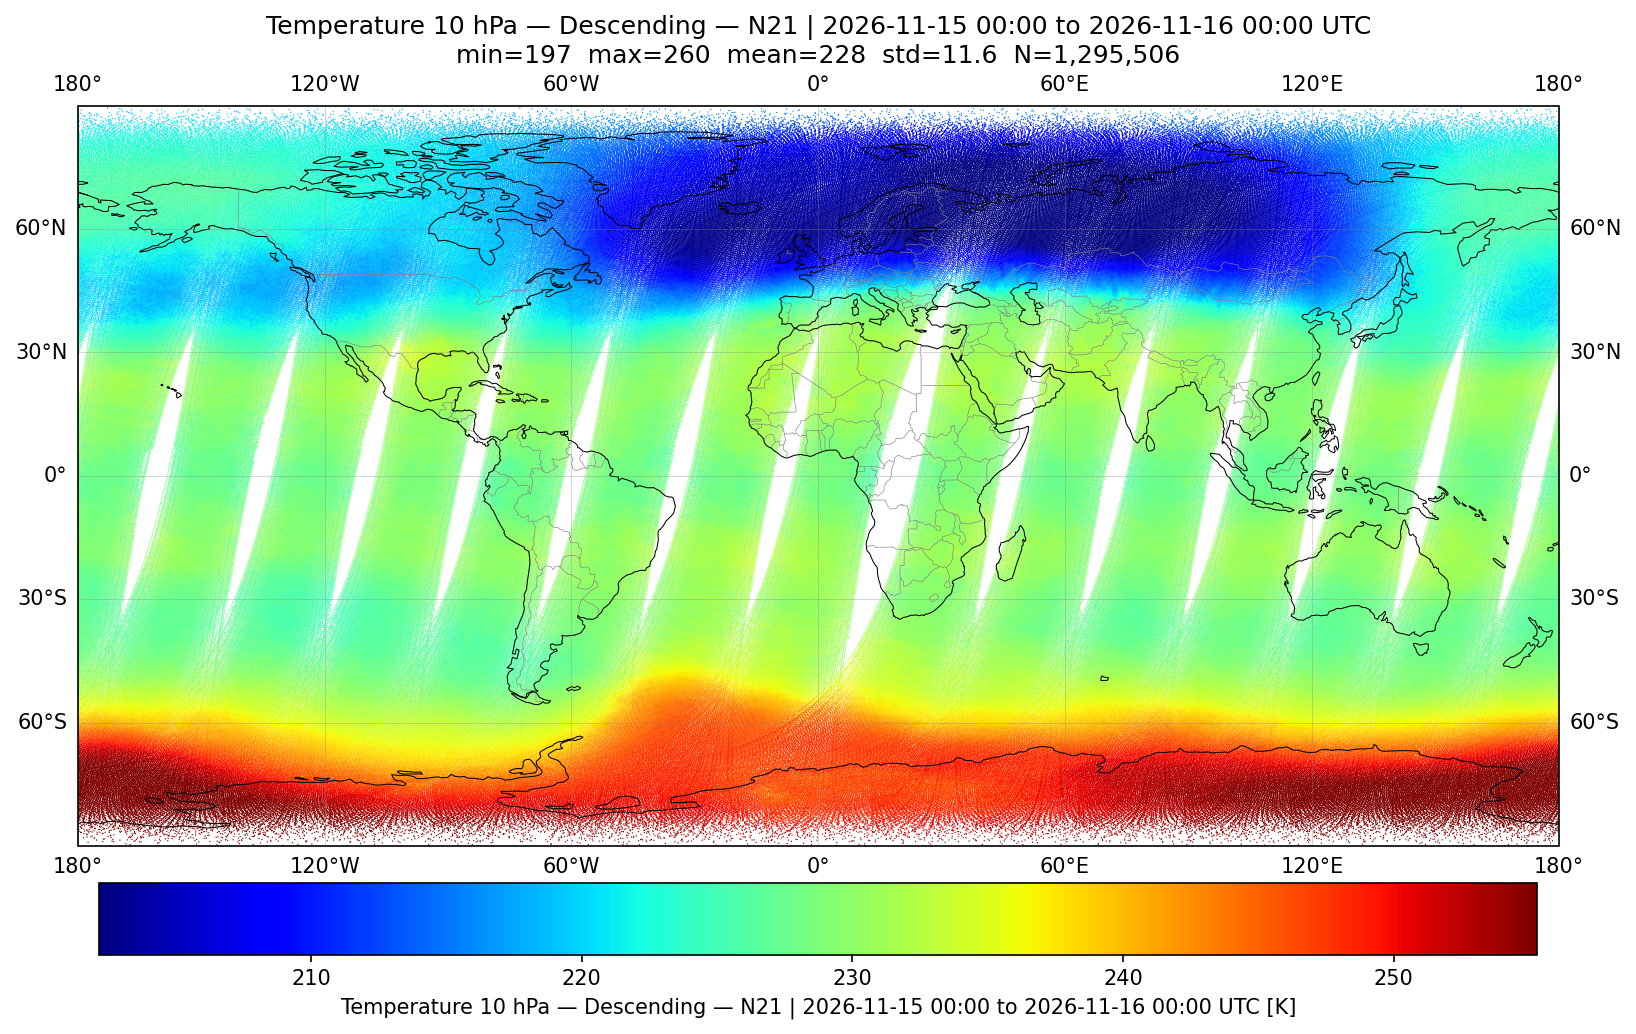 Temperature 10 hPa — Descending — N21 | 2026-11-15 00:00 to 2026-11-16 00:00 UTC
min=197  max=260  mean=228  std=11.6  N=1,295,506
180° 120°W 60°W 0° 60°E 120°E 180°
60°N 60°N
30°N 30°N
0° 0°
30°S 30°S
60°S 60°S
180° 120°W 60°W 0° 60°E 120°E 180°
210 220 230 240 250
Temperature 10 hPa — Descending — N21 | 2026-11-15 00:00 to 2026-11-16 00:00 UTC [K]